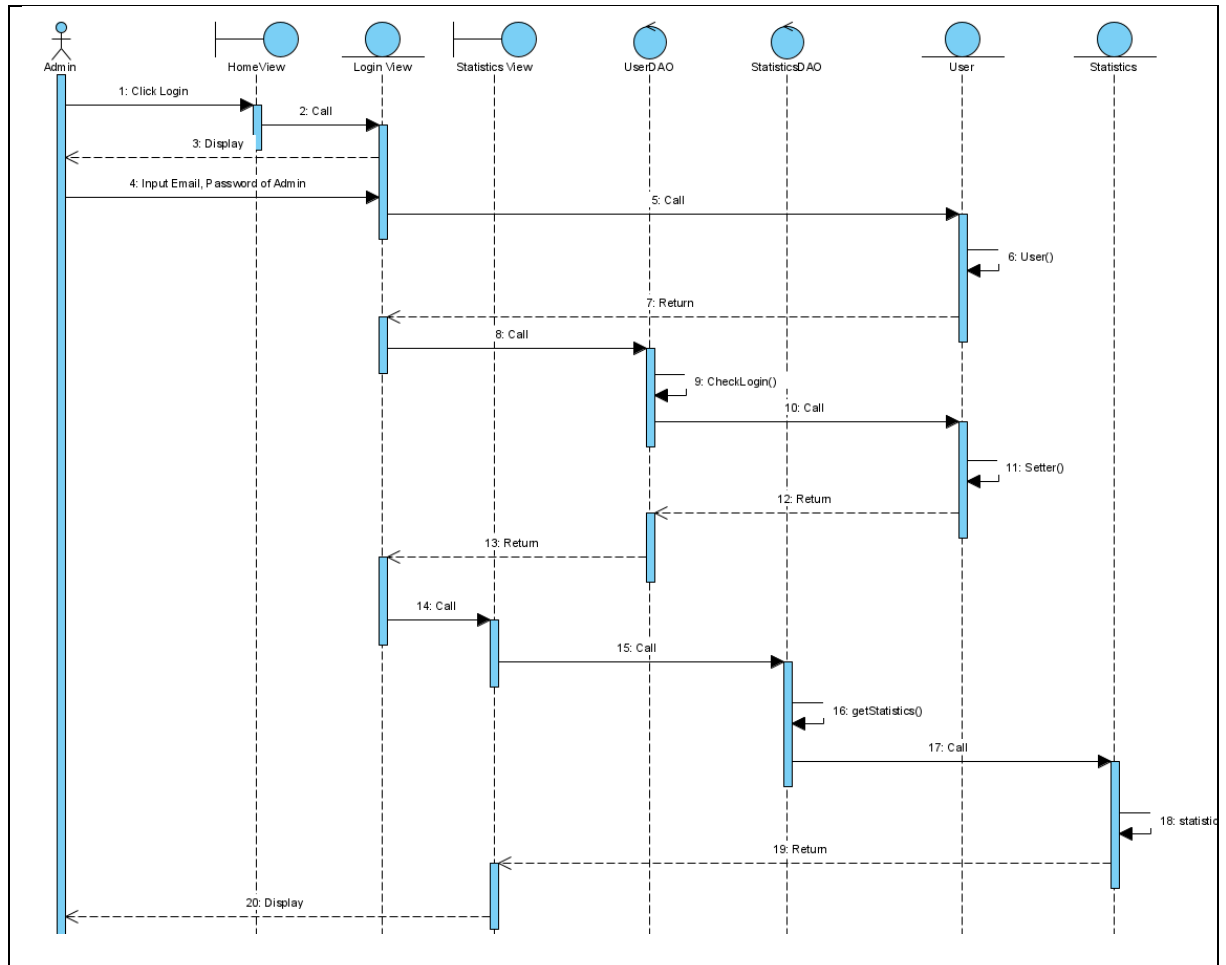 Admin
HomeView
Login View
Statistics View
UserDAO
StatisticsDAO
User
Statistics
1: Click Login
2: Call
3: Display
4: Input Email, Password of Admin
5: Call
6: User()
7: Return
8: Call
9: CheckLogin()
10: Call
11: Setter()
12: Return
13: Return
14: Call
15: Call
16: getStatistics()
17: Call
18: statistic
19: Return
20: Display